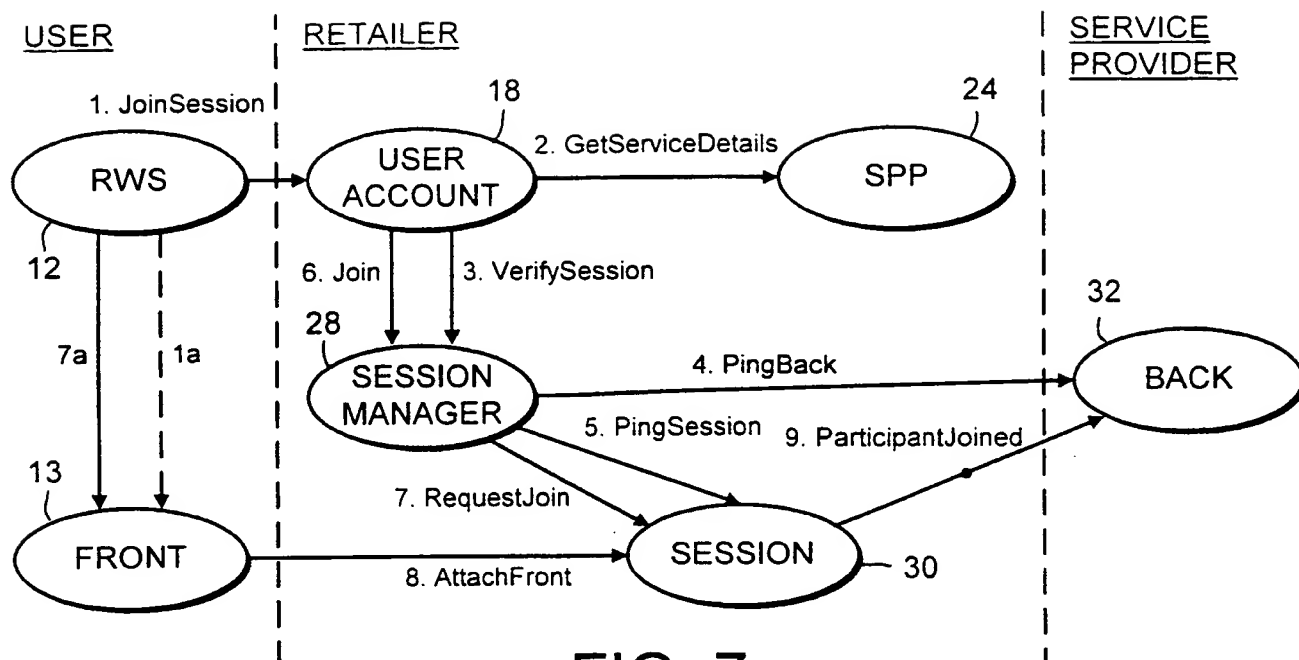 USER
RETAILER
SERVICE
PROVIDER
1. JoinSession
18
24
2. GetServiceDetails
RWS
USER
ACCOUNT
SPP
12
6. Join
3. VerifySession
32
28
7a
1a
4. PingBack
SESSION
MANAGER
BACK
5. PingSession
9. ParticipantJoined
13
7. RequestJoin
FRONT
SESSION
8. AttachFront
30